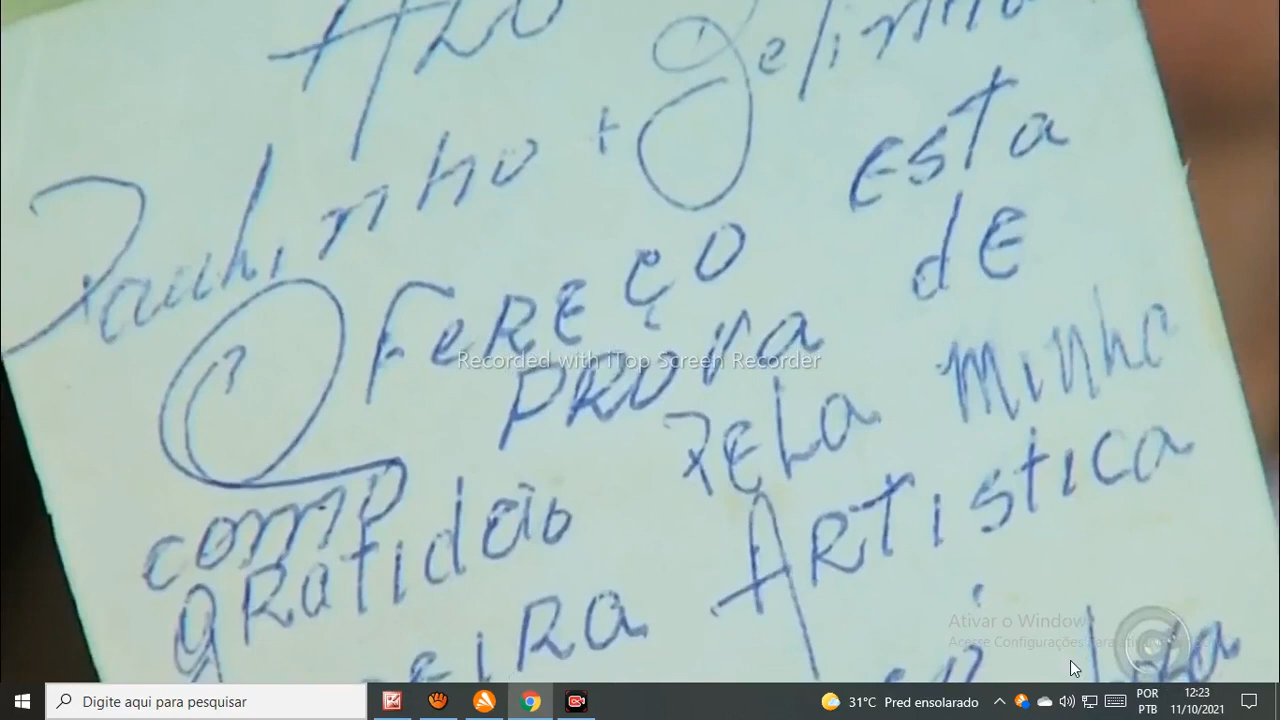 Paulinho + gelinho
Ofereço Esta
como PROVA dE
gRatidão PELA Minha
ARTistica
Recorded with iTop Screen Recorder
Ativar o Windows
Digite aqui para pesquisar
31°C Pred ensolarado
POR
PTB
12:23
11/10/2021